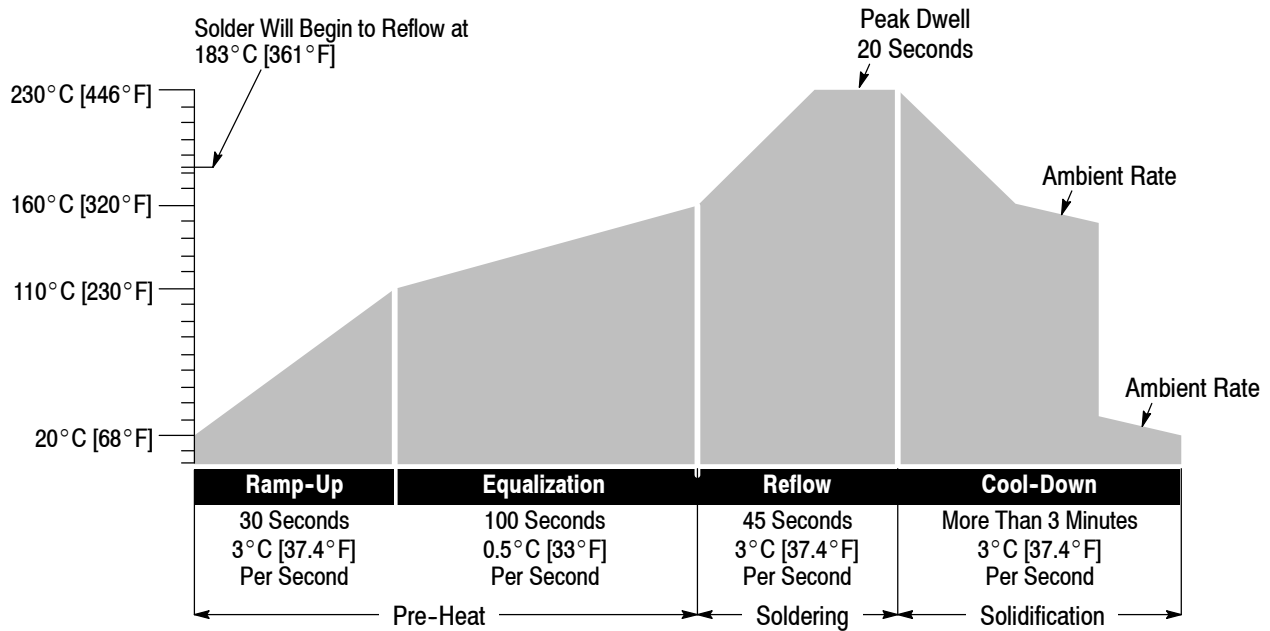 Solder Will Begin to Reflow at
183°C [361°F]
Peak Dwell
20 Seconds
230°C [446°F]
Ambient Rate
160°C [320°F]
110°C [230°F]
Ambient Rate
20°C [68°F]
Ramp-Up
Equalization
Reflow
Cool-Down
30 Seconds
3°C [37.4°F]
Per Second
100 Seconds
0.5°C [33°F]
Per Second
45 Seconds
3°C [37.4°F]
Per Second
More Than 3 Minutes
3°C [37.4°F]
Per Second
Pre-Heat
Soldering
Solidification